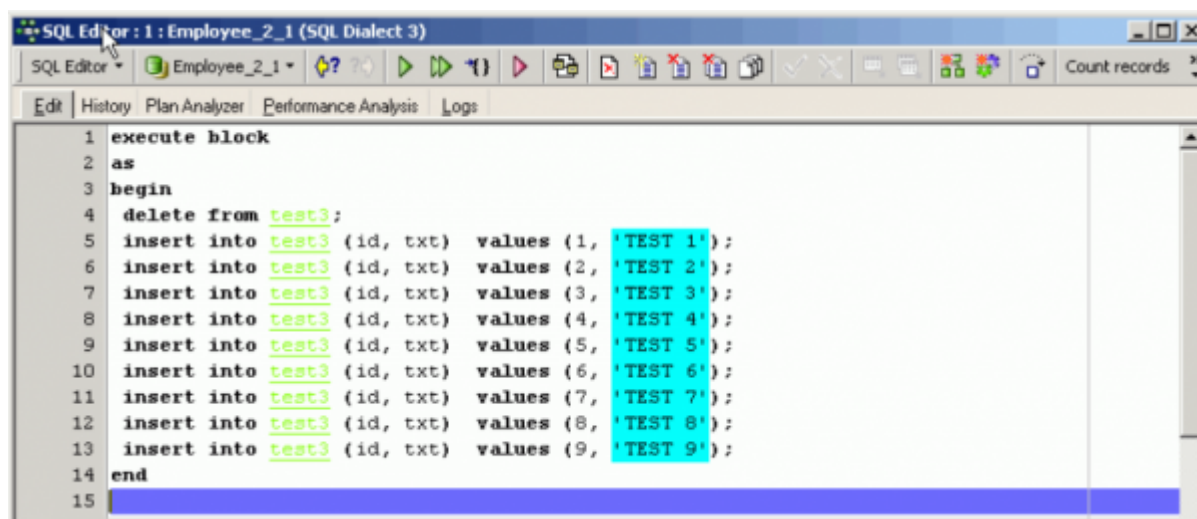 SQL Editor : 1 : Employee_2_1 (SQL Dialect 3)
SQL Editor Employee_2_1 Count records
Edit History Plan Analyzer Performance Analysis Logs
1 execute block
2 as
3 begin
4 delete from test3;
5 insert into test3 (id, txt) values (1, 'TEST 1');
6 insert into test3 (id, txt) values (2, 'TEST 2');
7 insert into test3 (id, txt) values (3, 'TEST 3');
8 insert into test3 (id, txt) values (4, 'TEST 4');
9 insert into test3 (id, txt) values (5, 'TEST 5');
10 insert into test3 (id, txt) values (6, 'TEST 6');
11 insert into test3 (id, txt) values (7, 'TEST 7');
12 insert into test3 (id, txt) values (8, 'TEST 8');
13 insert into test3 (id, txt) values (9, 'TEST 9');
14 end
15